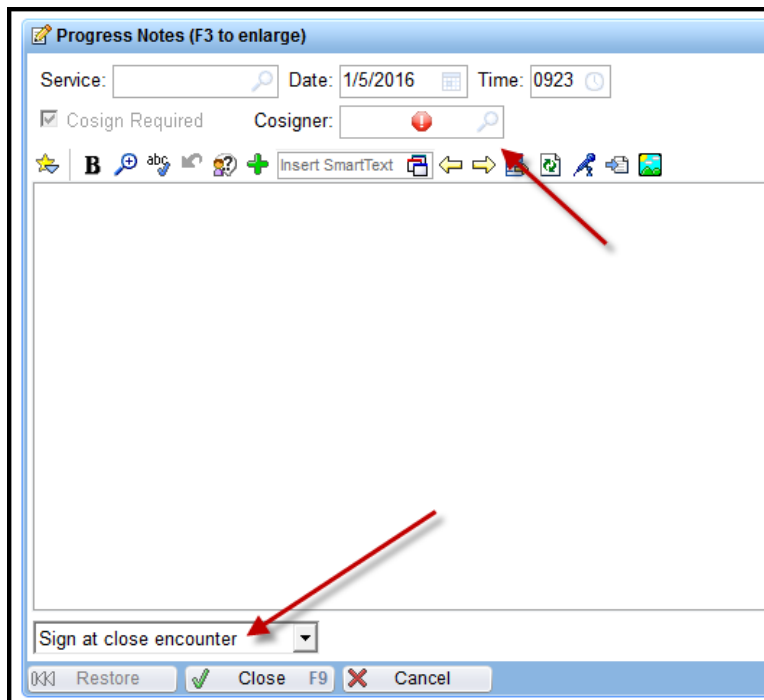 Progress Notes (F3 to enlarge)
Service: Date: 1/5/2016 Time: 0923
Cosign Required Cosigner:
B abc Insert SmartText
Sign at close encounter
Restore Close F9 Cancel